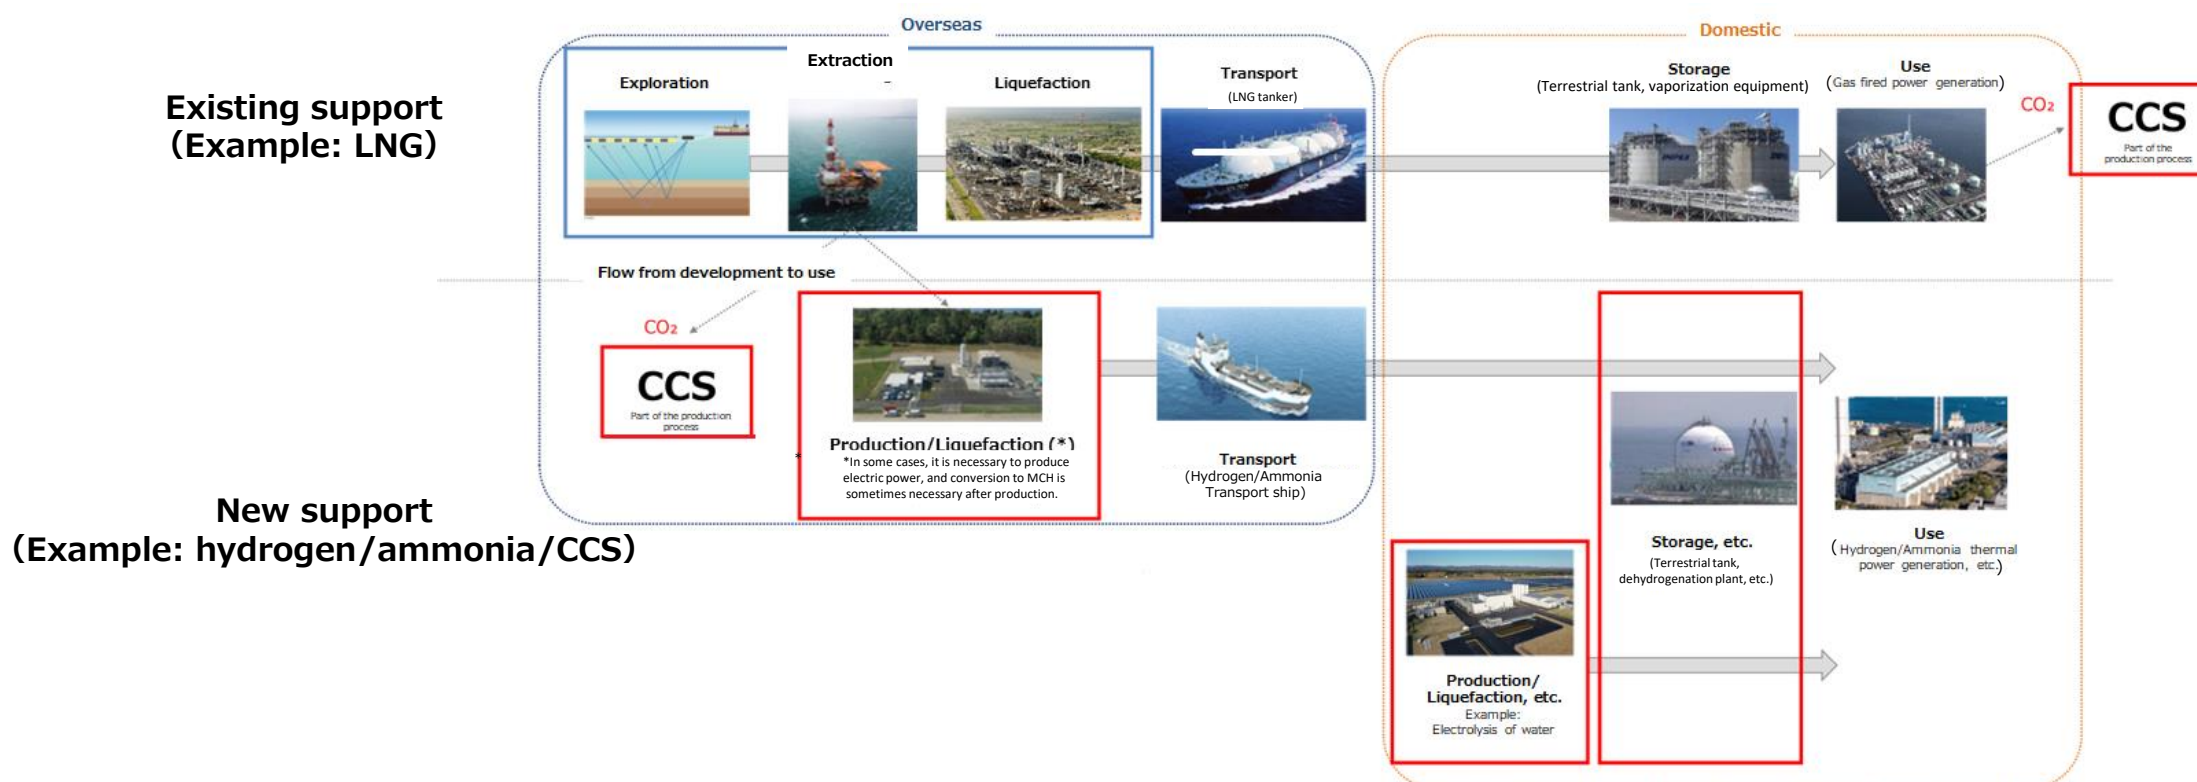 Overseas
Domestic
Existing support
(Example: LNG)
Exploration
Extraction
Liquefaction
Transport
(LNG tanker)
Storage
(Terrestrial tank, vaporization equipment)
Use
(Gas fired power generation)
CO₂
CCS
Part of the
production process
Flow from development to use
CO₂
CCS
Part of the production
process
Production/Liquefaction (*)
*
*In some cases, it is necessary to produce
electric power, and conversion to MCH is
sometimes necessary after production.
Transport
(Hydrogen/Ammonia
Transport ship)
New support
(Example: hydrogen/ammonia/CCS)
Storage, etc.
(Terrestrial tank,
dehydrogenation plant, etc.)
Use
(Hydrogen/Ammonia thermal
power generation, etc.)
Production/
Liquefaction, etc.
Example:
Electrolysis of water